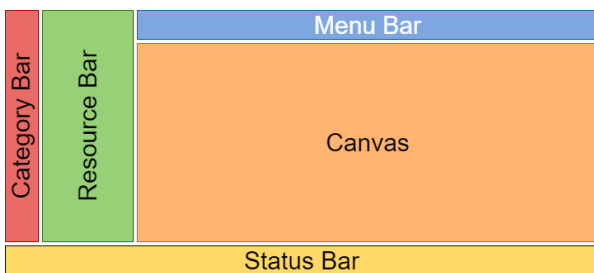 Category Bar
Resource Bar
Menu Bar
Canvas
Status Bar